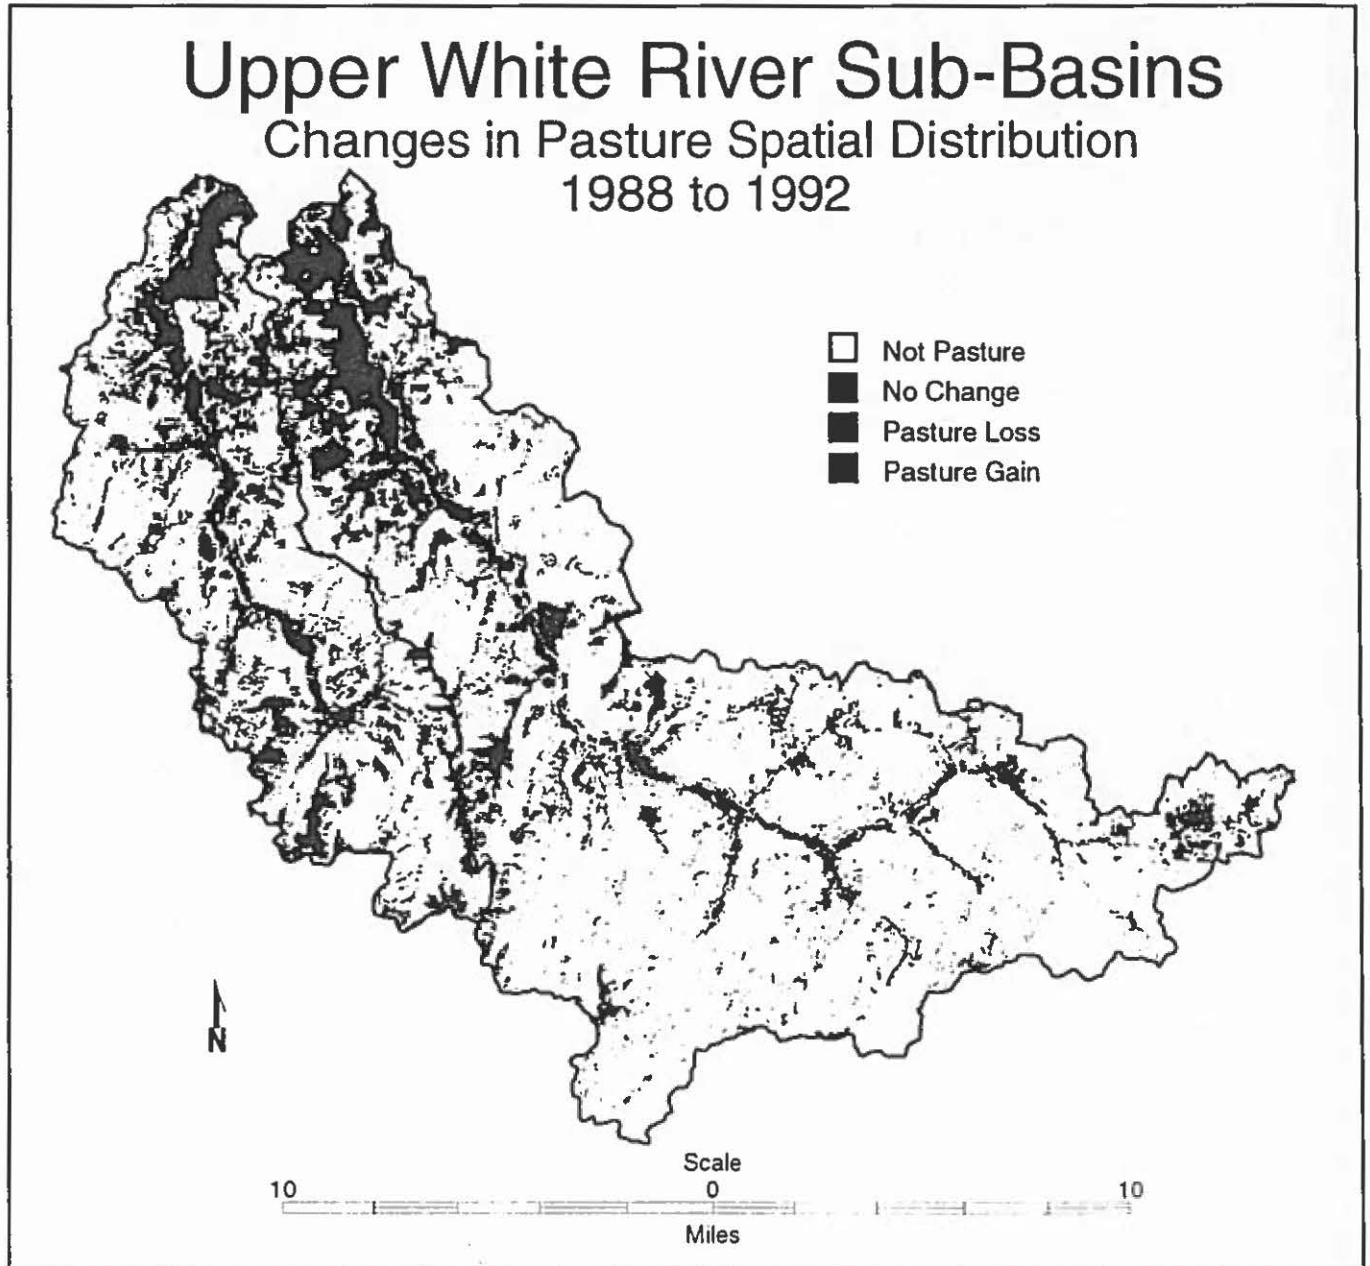 Upper White River Sub-Basins
Changes in Pasture Spatial Distribution
1988 to 1992
Not Pasture
No Change
Pasture Loss
Pasture Gain
N
Scale
10 0 10
Miles